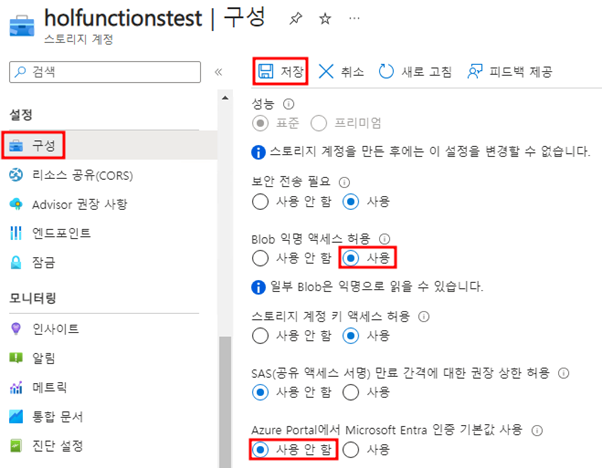 holfunctionstest | 구성
스토리지 계정
검색
저장 취소 새로 고침 피드백 제공
설정
구성
리소스 공유(CORS)
Advisor 권장 사항
엔드포인트
잠금
모니터링
인사이트
알림
메트릭
통합 문서
진단 설정
성능
표준 프리미엄
스토리지 계정을 만든 후에는 이 설정을 변경할 수 없습니다.
보안 전송 필요
사용 안 함 사용
Blob 익명 액세스 허용
사용 안 함 사용
일부 Blob은 익명으로 읽을 수 있습니다.
스토리지 계정 키 액세스 허용
사용 안 함 사용
SAS(공유 액세스 서명) 만료 간격에 대한 권장 상한 허용
사용 안 함 사용
Azure Portal에서 Microsoft Entra 인증 기본값 사용
사용 안 함 사용